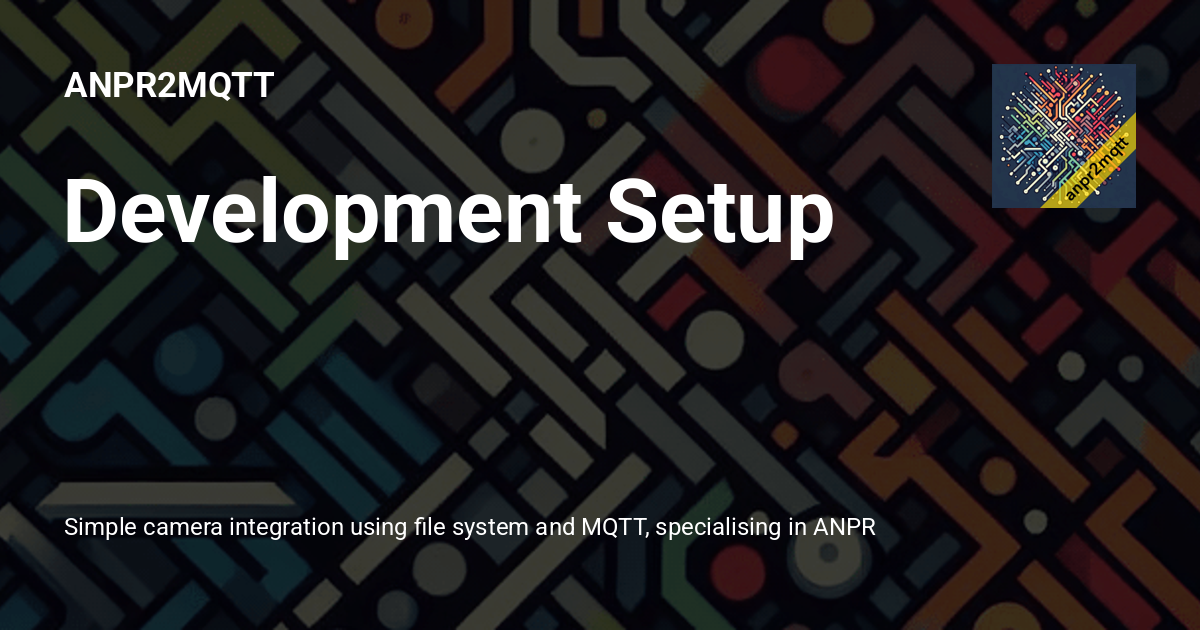 ANPR2MQTT
anpr2mqtt
Development Setup
Simple camera integration using file system and MQTT, specialising in ANPR